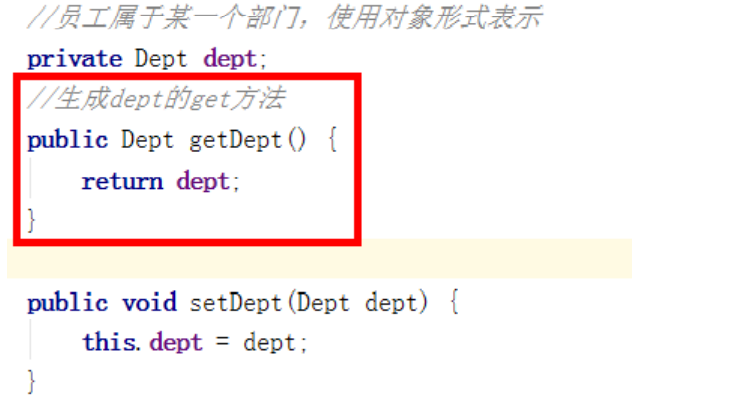 //员工属于某一个部门，使用对象形式表示
private Dept dept;
//生成dept的get方法
public Dept getDept() {
return dept;
}
public void setDept(Dept dept) {
this.dept = dept;
}